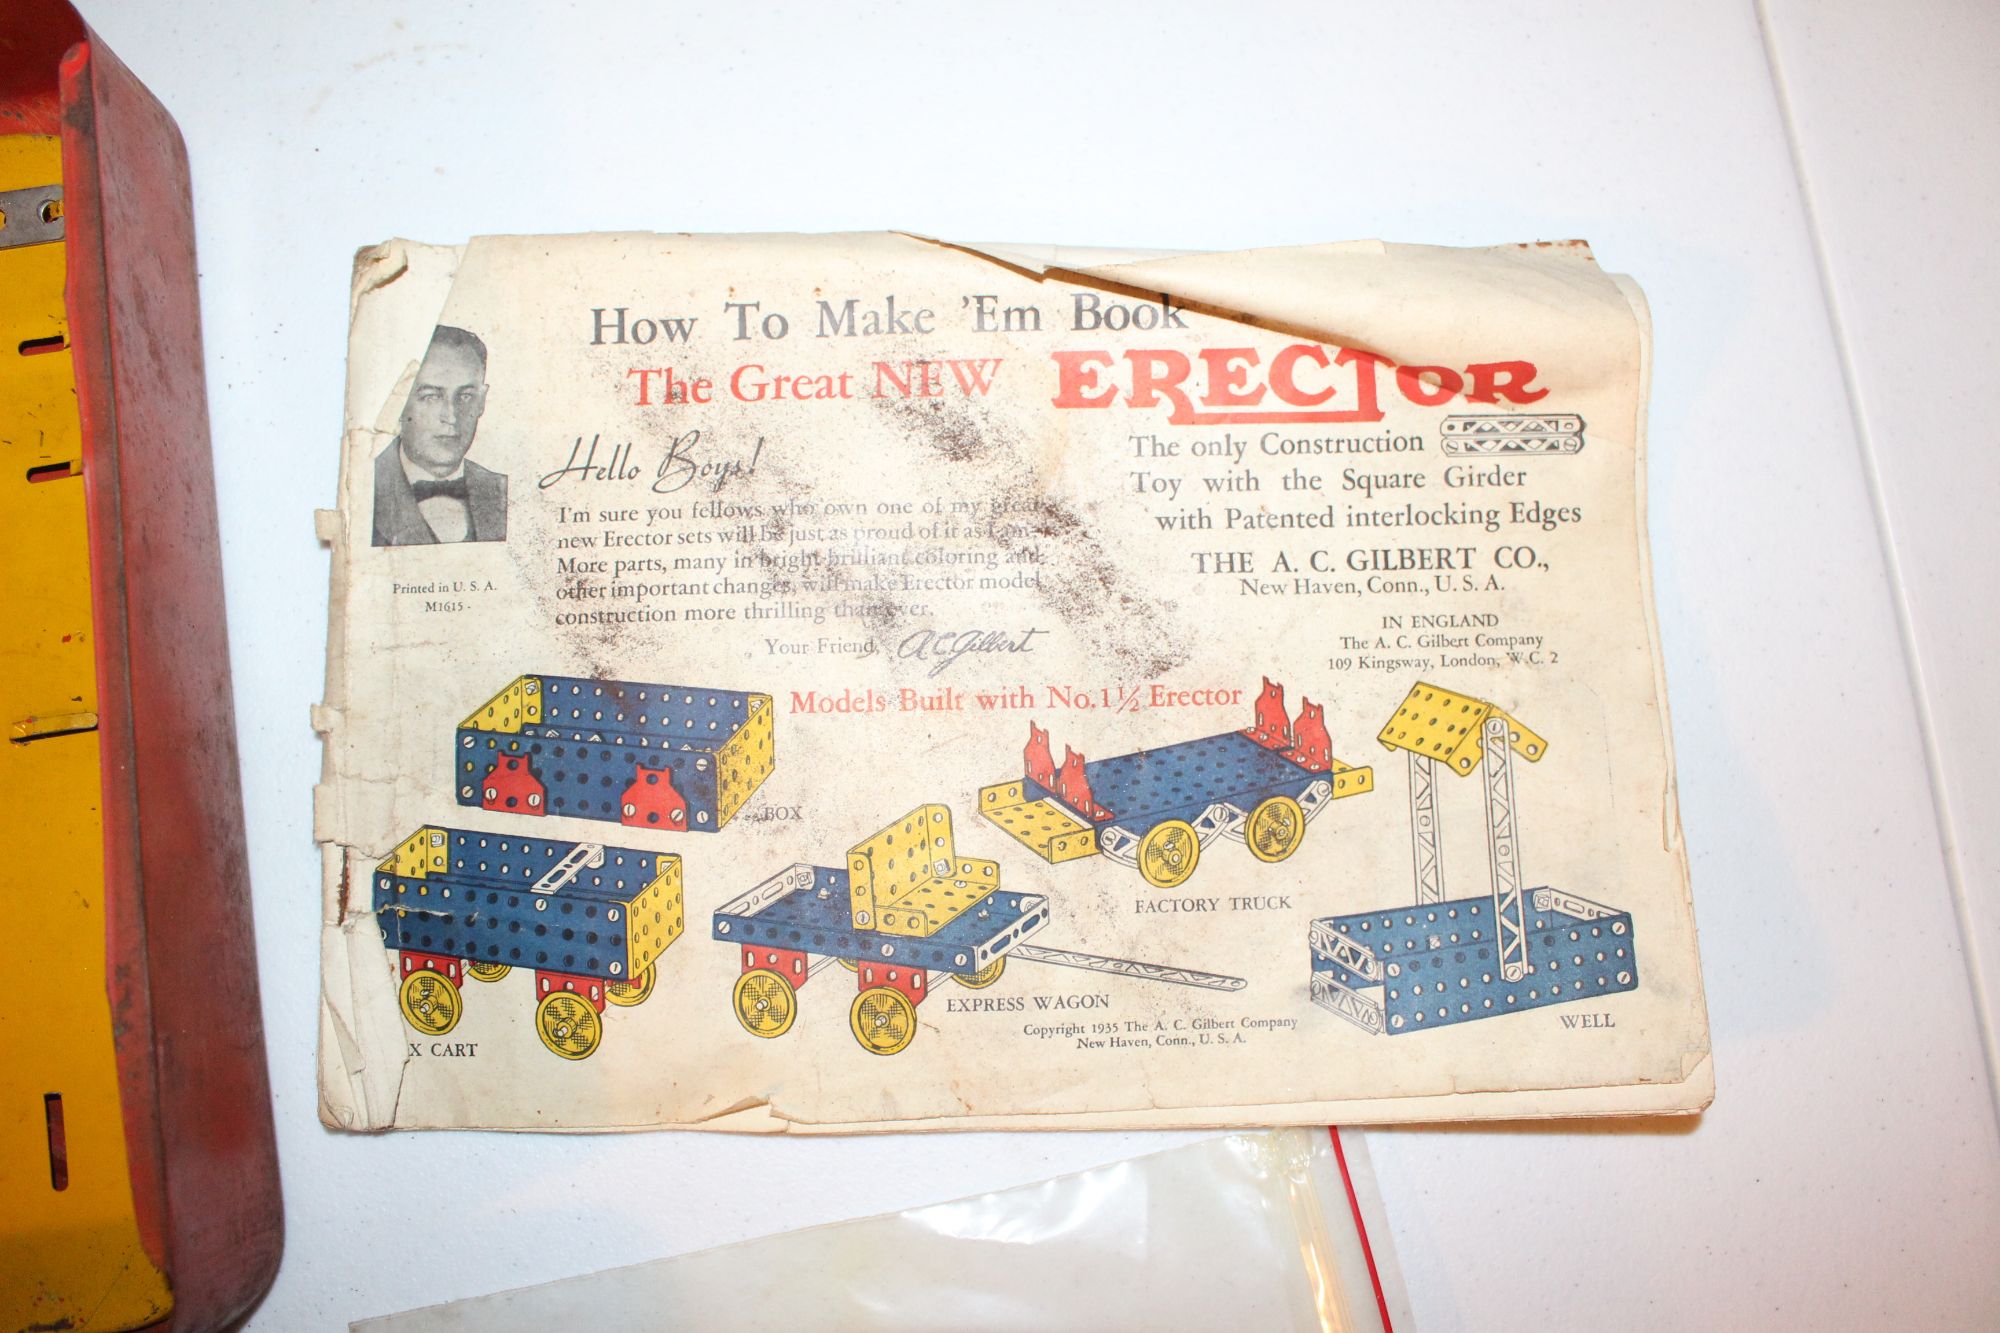 How To Make 'Em Book
The Great NEW ERECTOR
Hello Boys!
I'm sure you fellows who own one of my great
new Erector sets will be just as proud of it as I am.
More parts, many in bright brilliant coloring and
other important changes, will make Erector model
construction more thrilling than ever.
Your Friend, A C Gilbert
Printed in U. S. A.
M1615
The only Construction
Toy with the Square Girder
with Patented interlocking Edges
THE A. C. GILBERT CO.,
New Haven, Conn., U. S. A.
IN ENGLAND
The A. C. Gilbert Company
109 Kingsway, London, W.C. 2
Models Built with No. 1½ Erector
BOX
FACTORY TRUCK
X CART
EXPRESS WAGON
WELL
Copyright 1935 The A. C. Gilbert Company
New Haven, Conn., U. S. A.